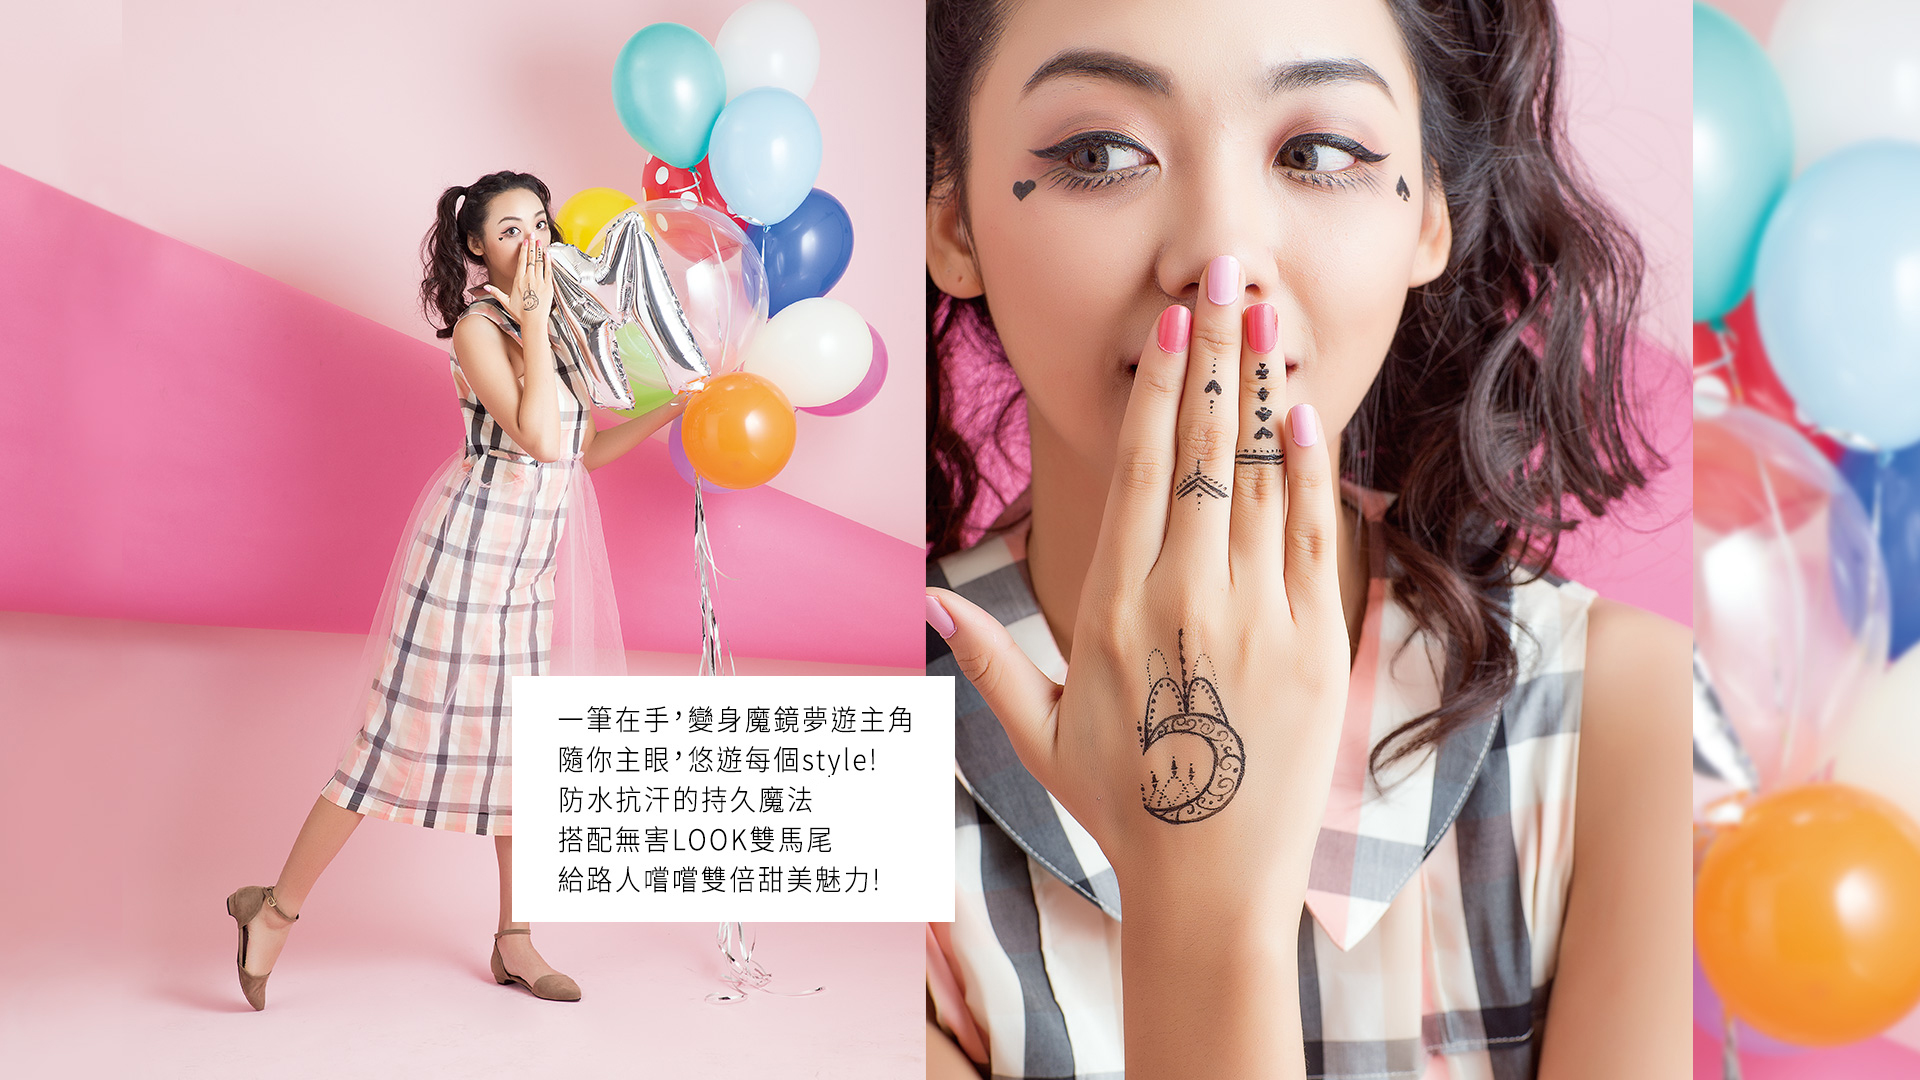 一筆在手，變身魔鏡夢遊主角
隨你主眼，悠遊每個style!
防水抗汗的持久魔法
搭配無害LOOK雙馬尾
給路人嚐嚐雙倍甜美魅力!